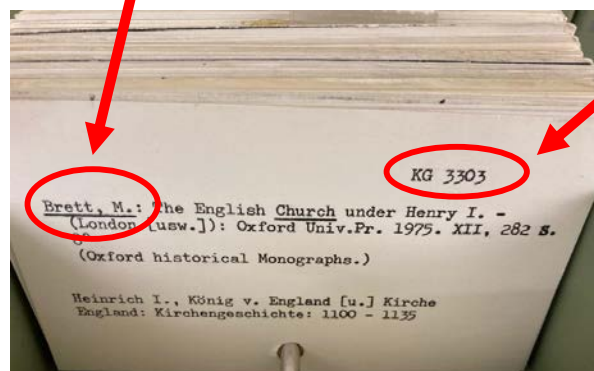 KG 3303
Brett, M.: The English Church under Henry I. -
(London [usw.]): Oxford Univ.Pr. 1975. XII, 282 S.
8°
(Oxford historical Monographs.)
Heinrich I., König v. England [u.] Kirche
England: Kirchengeschichte: 1100 - 1135